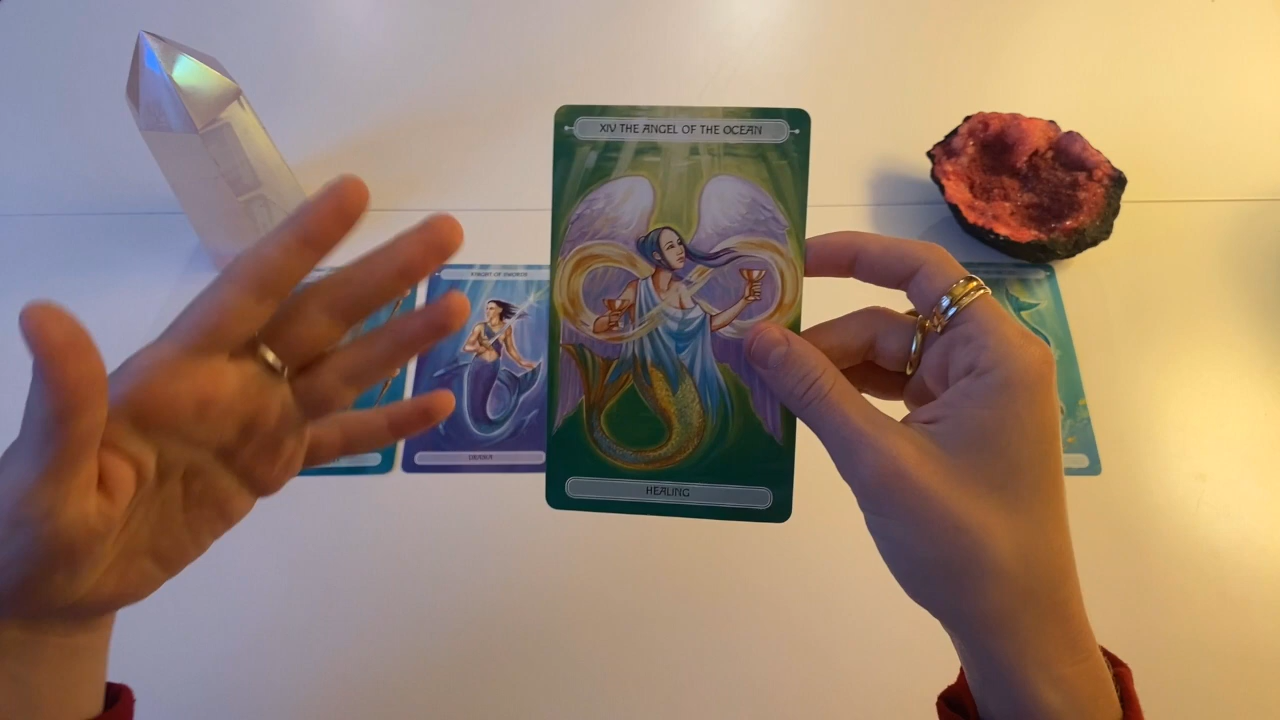 XIV THE ANGEL OF THE OCEAN
KNIGHT OF SWORDS
HEALING